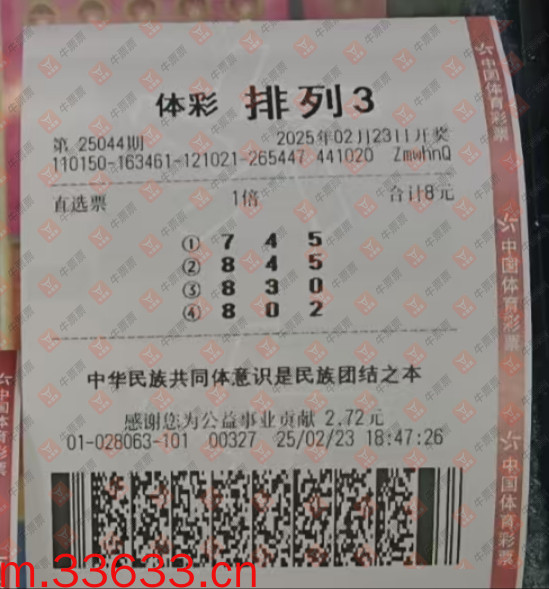 体彩 排列3
第 25044期 2025年02月23日开奖
110150-163461-121021-265447 441020 ZmwhnQ
直选票 1倍 合计8元
① 7 4 5
② 8 4 5
③ 8 3 0
④ 8 0 2
中华民族共同体意识是民族团结之本
感谢您为公益事业贡献 2.72元
01-028063-101 00327 25/02/23 18:47:26
中国体育彩票
中国体育彩票
中国体育彩票
中国体育彩票
m.33633.cn